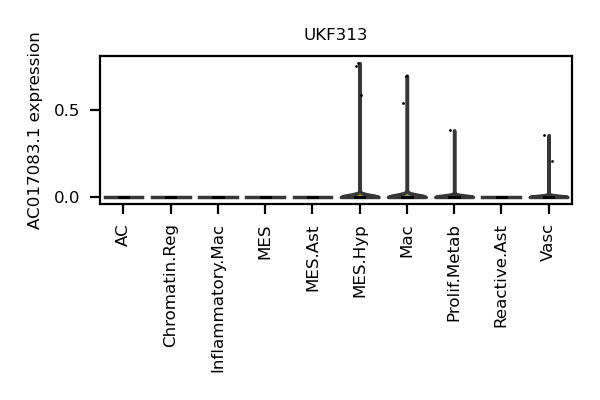 UKF313
AC017083.1 expression
0.5
0.0
AC
Chromatin.Reg
Inflammatory.Mac
MES
MES.Ast
MES.Hyp
Mac
Prolif.Metab
Reactive.Ast
Vasc